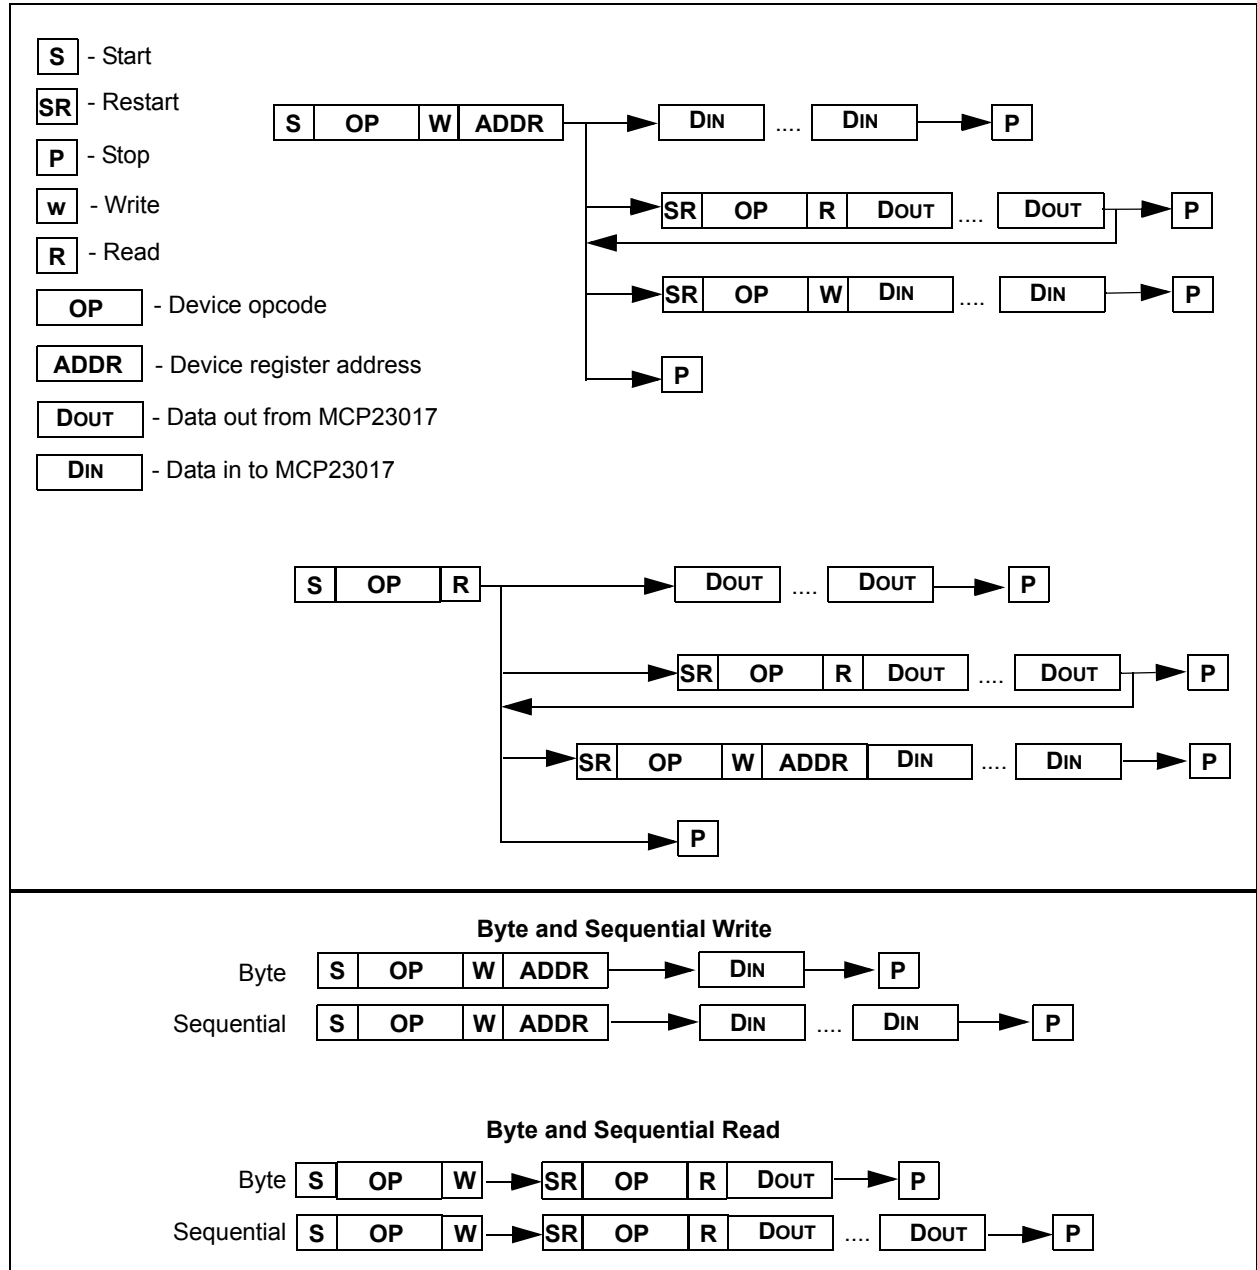 S - Start
SR - Restart
P - Stop
w - Write
R - Read
OP - Device opcode
ADDR - Device register address
DOUT - Data out from MCP23017
DIN - Data in to MCP23017
S OP W ADDR DIN .... DIN P
SR OP R DOUT .... DOUT P
SR OP W DIN .... DIN P
P
S OP R DOUT .... DOUT P
SR OP R DOUT .... DOUT P
SR OP W ADDR DIN .... DIN P
P
Byte and Sequential Write
Byte S OP W ADDR DIN P
Sequential S OP W ADDR DIN .... DIN P
Byte and Sequential Read
Byte S OP W SR OP R DOUT P
Sequential S OP W SR OP R DOUT .... DOUT P